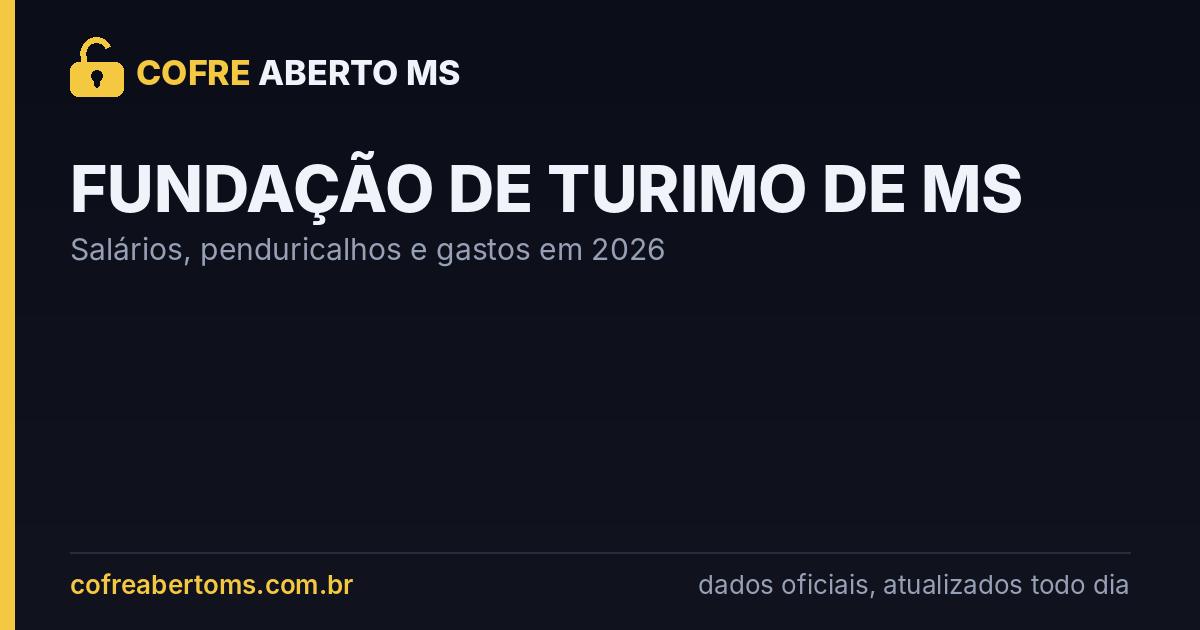 COFRE ABERTO MS
FUNDAÇÃO DE TURIMO DE MS
Salários, penduricalhos e gastos em 2026
cofreabertoms.com.br
dados oficiais, atualizados todo dia